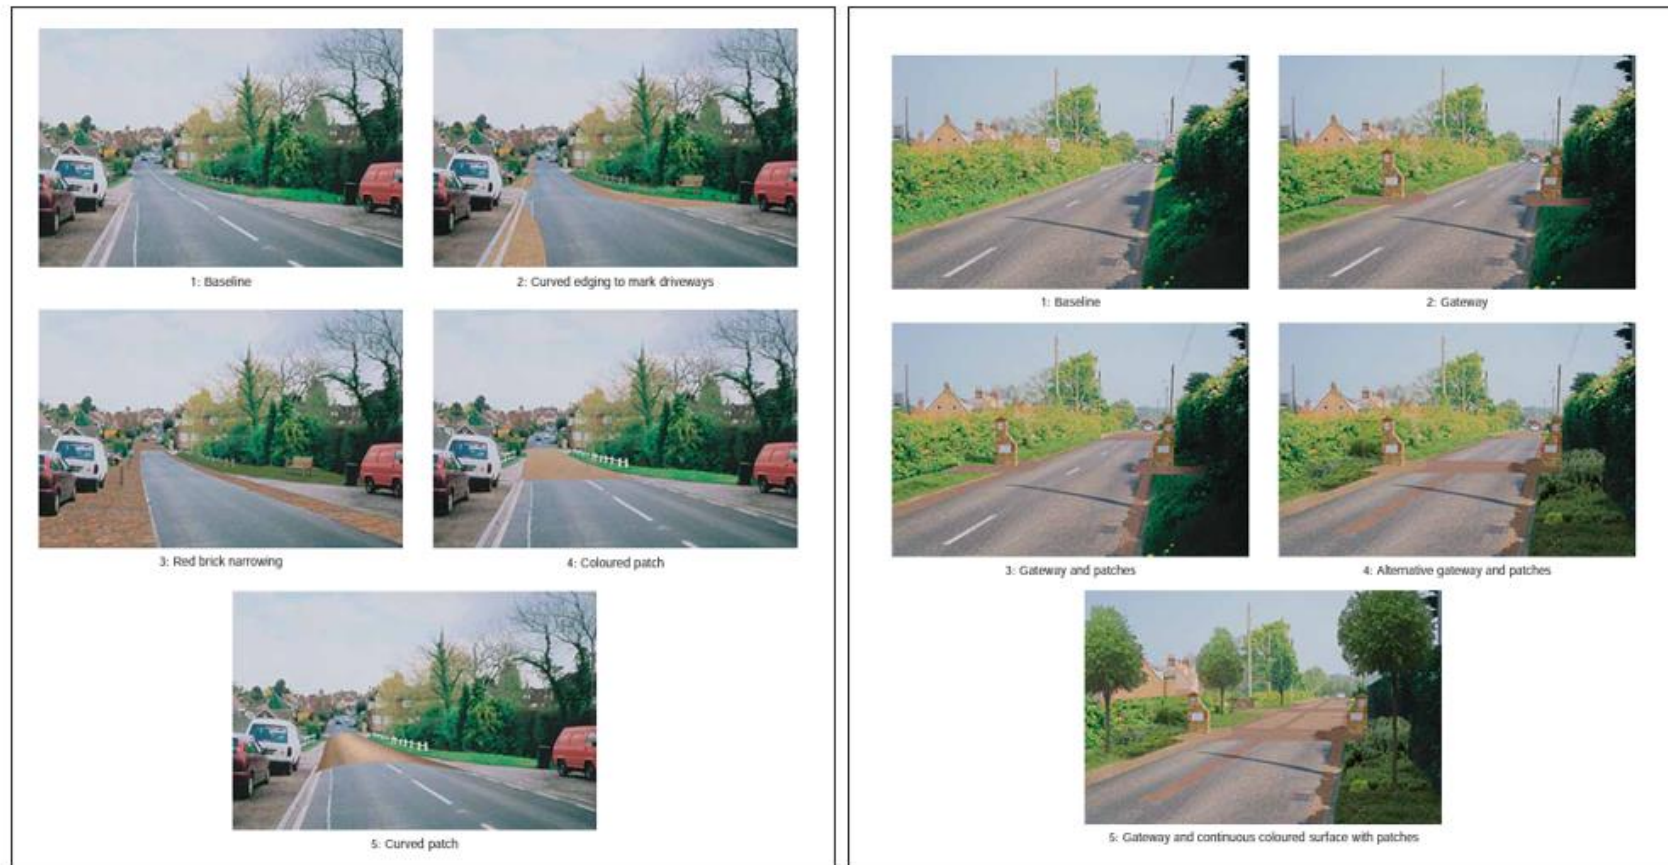 1: Baseline
2: Curved edging to mark driveways
3: Red brick narrowing
4: Coloured patch
5: Curved patch
1: Baseline
2: Gateway
3: Gateway and patches
4: Alternative gateway and patches
5: Gateway and continuous coloured surface with patches